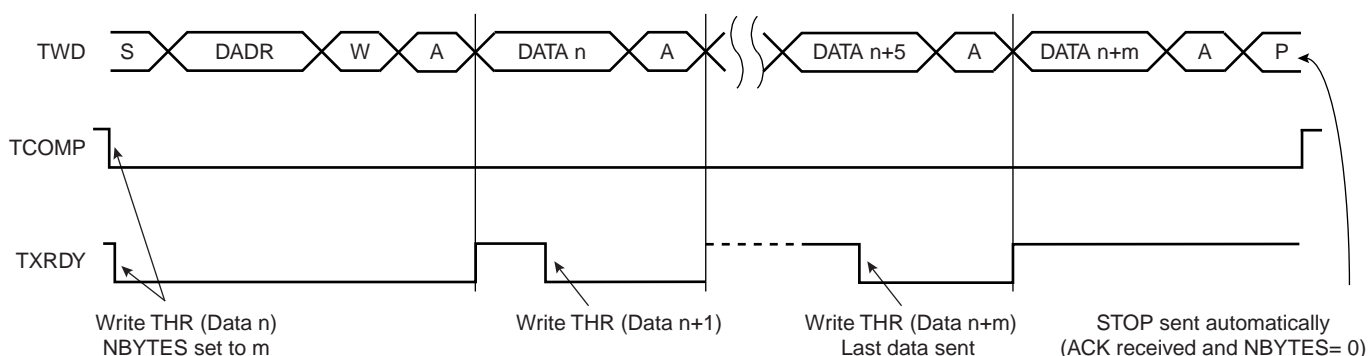 TWD S DADR W A DATA n A DATA n+5 A DATA n+m A P
TCOMP
TXRDY
Write THR (Data n)
NBYTES set to m
Write THR (Data n+1)
Write THR (Data n+m)
Last data sent
STOP sent automatically
(ACK received and NBYTES= 0)